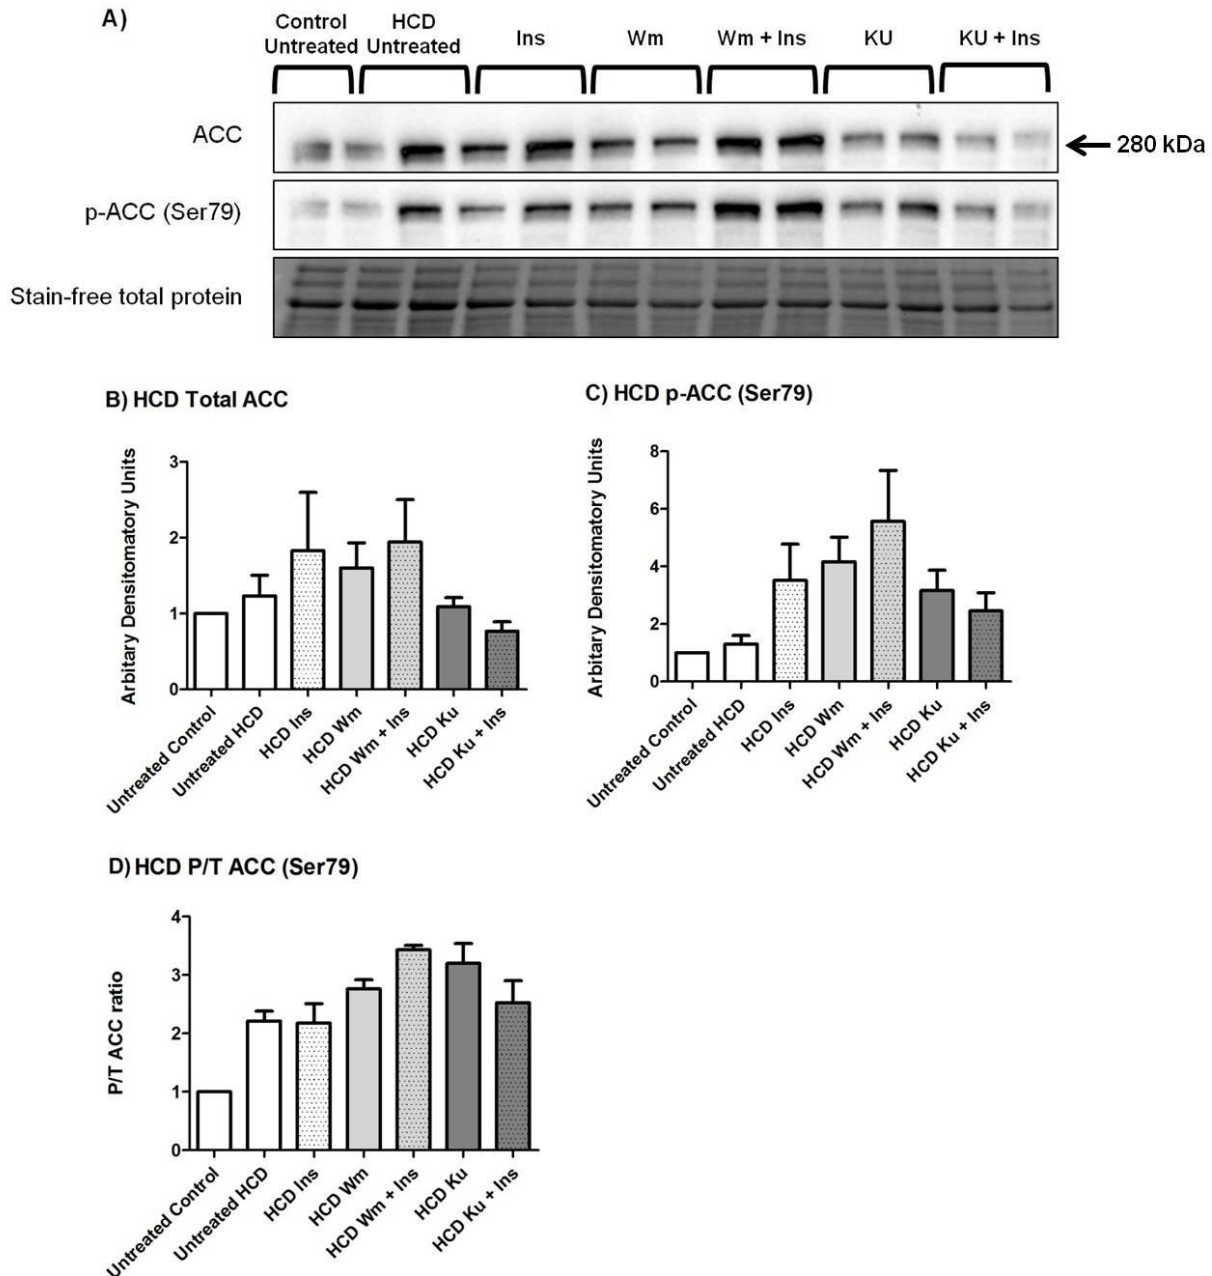 A)
Control
Untreated
HCD
Untreated
Ins
Wm
Wm + Ins
KU
KU + Ins
ACC
280 kDa
p-ACC (Ser79)
Stain-free total protein
B) HCD Total ACC
Arbitary Densitomatory Units
3
2
1
0
Untreated Control
Untreated HCD
HCD Ins
HCD Wm
HCD Wm + Ins
HCD Ku
HCD Ku + Ins
C) HCD p-ACC (Ser79)
Arbitary Densitomatory Units
8
6
4
2
0
Untreated Control
Untreated HCD
HCD Ins
HCD Wm
HCD Wm + Ins
HCD Ku
HCD Ku + Ins
D) HCD P/T ACC (Ser79)
P/T ACC ratio
4
3
2
1
0
Untreated Control
Untreated HCD
HCD Ins
HCD Wm
HCD Wm + Ins
HCD Ku
HCD Ku + Ins